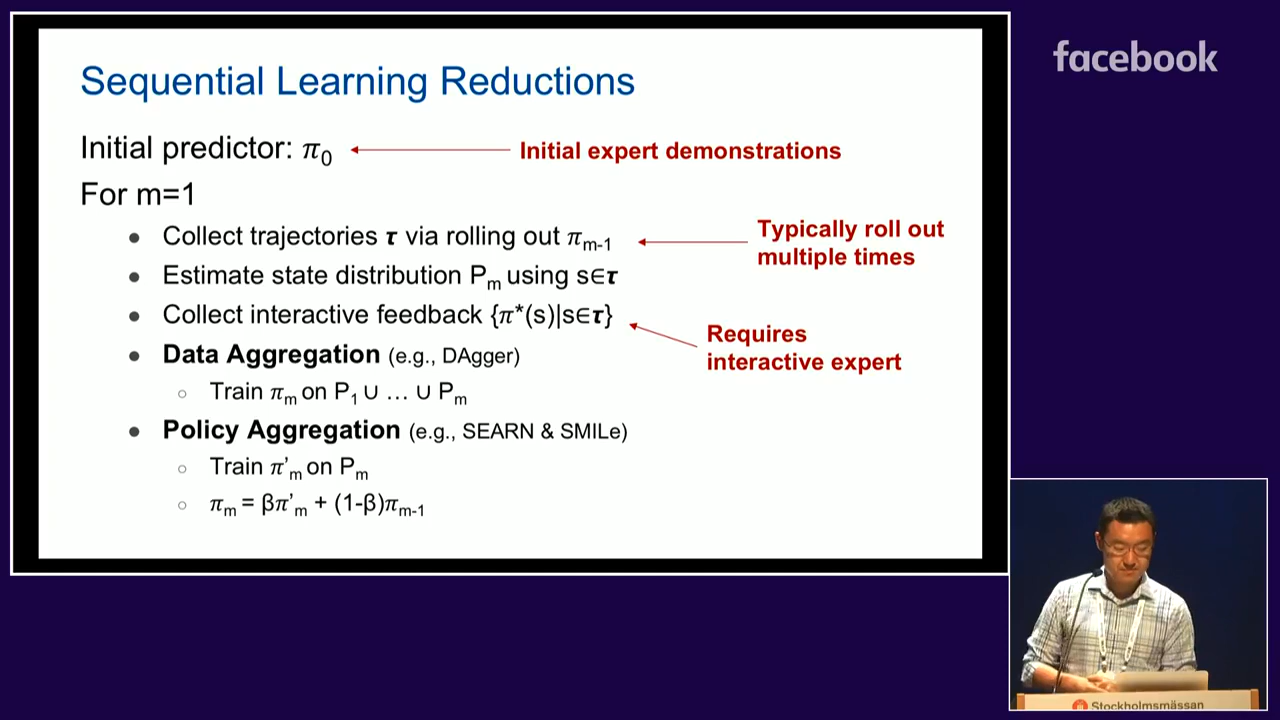 facebook
Sequential Learning Reductions
Initial predictor: π0
Initial expert demonstrations
For m=1
● Collect trajectories τ via rolling out πm-1
Typically roll out
multiple times
● Estimate state distribution Pm using s∈τ
● Collect interactive feedback {π*(s)|s∈τ}
Requires
interactive expert
● Data Aggregation (e.g., DAgger)
○ Train πm on P1 ∪ … ∪ Pm
● Policy Aggregation (e.g., SEARN & SMILe)
○ Train π’m on Pm
○ πm = βπ’m + (1-β)πm-1
Stockholmsmässan